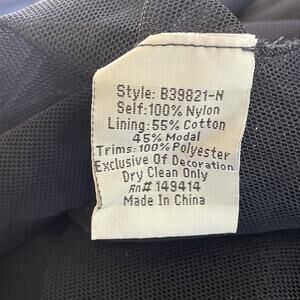 Style: B39821-N
Self:100% Nylon
Lining: 55% Cotton
45% Modal
Trims:100% Polyester
Exclusive Of Decoration
Dry Clean Only
RN# 149414
Made In China